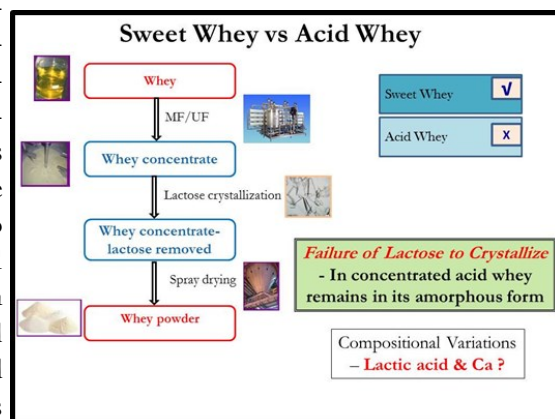 Sweet Whey vs Acid Whey
Whey
MF/UF
Whey concentrate
Lactose crystallization
Whey concentrate-
lactose removed
Spray drying
Whey powder
Sweet Whey √
Acid Whey x
Failure of Lactose to Crystallize
- In concentrated acid whey
remains in its amorphous form
Compositional Variations
– Lactic acid & Ca ?